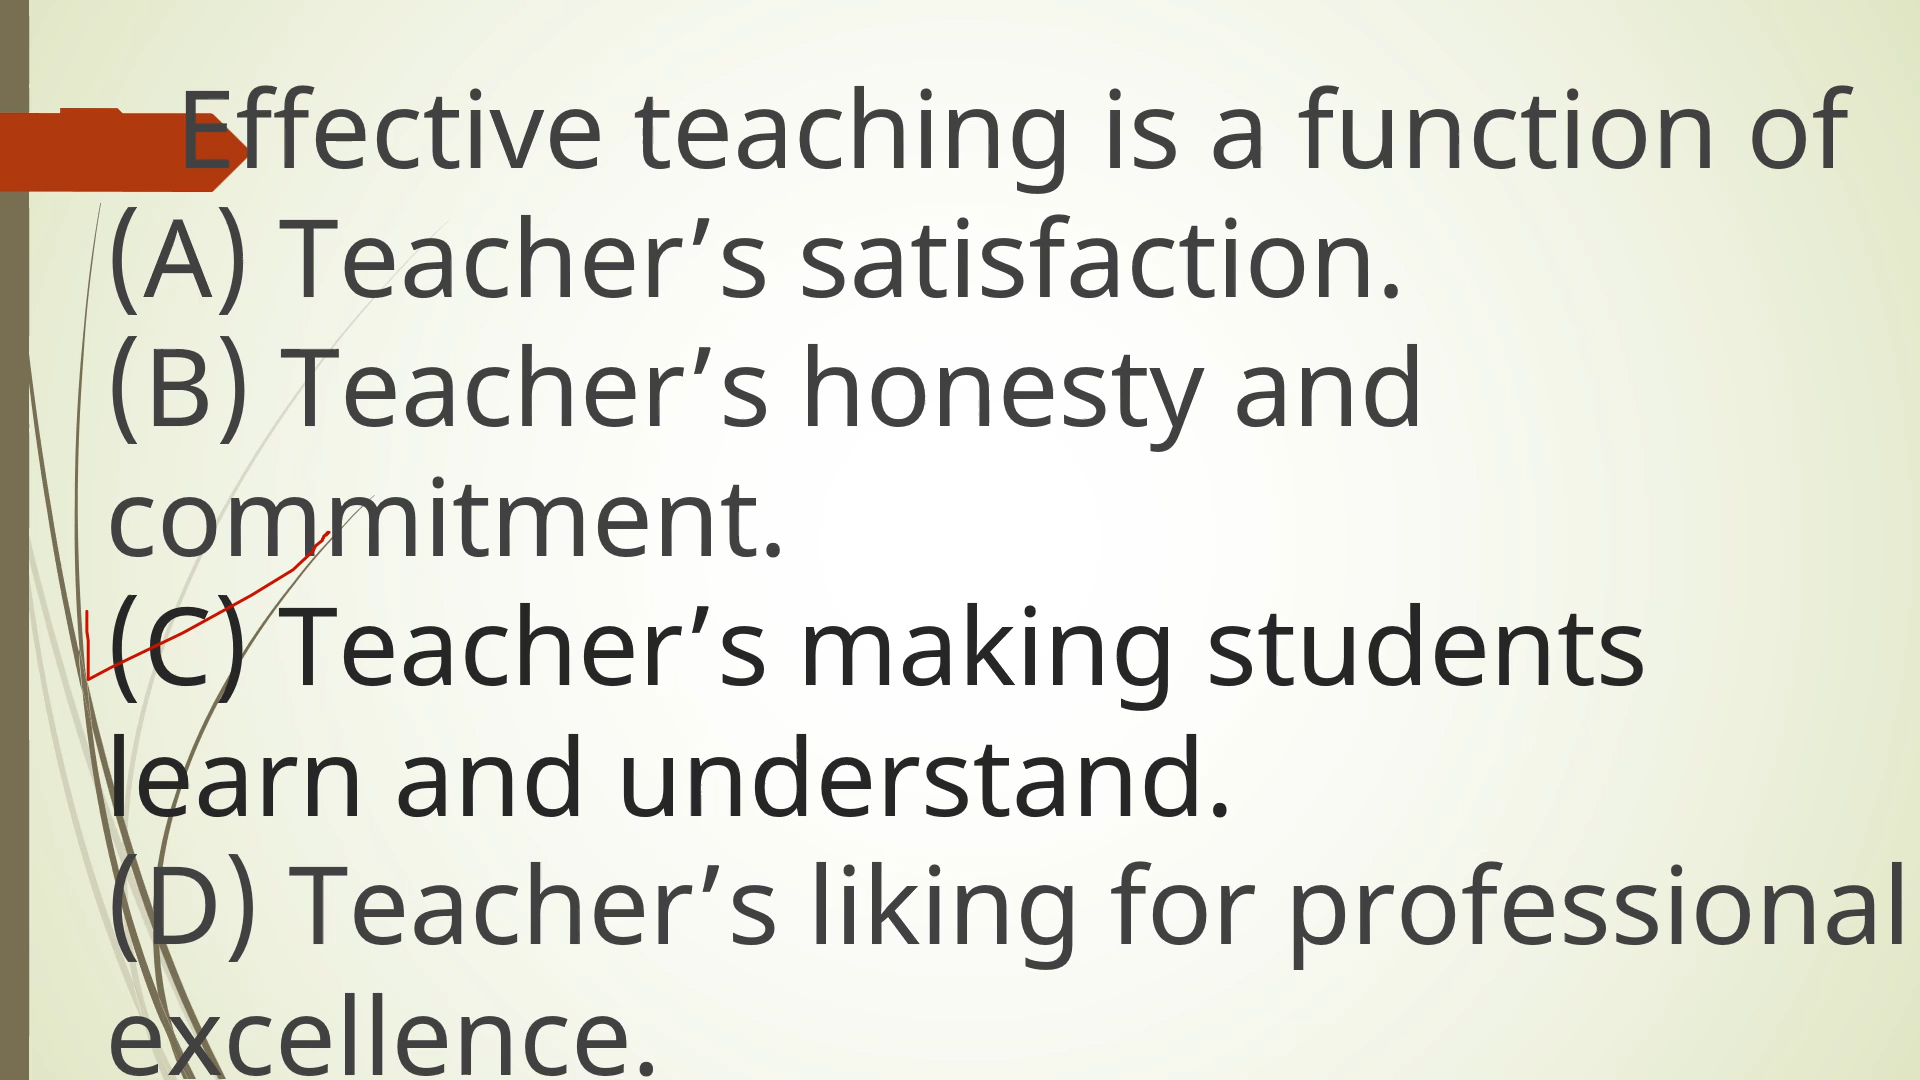 Effective teaching is a function of
(A) Teacher’s satisfaction.
(B) Teacher’s honesty and
commitment.
(C) Teacher’s making students
learn and understand.
(D) Teacher’s liking for professional
excellence.